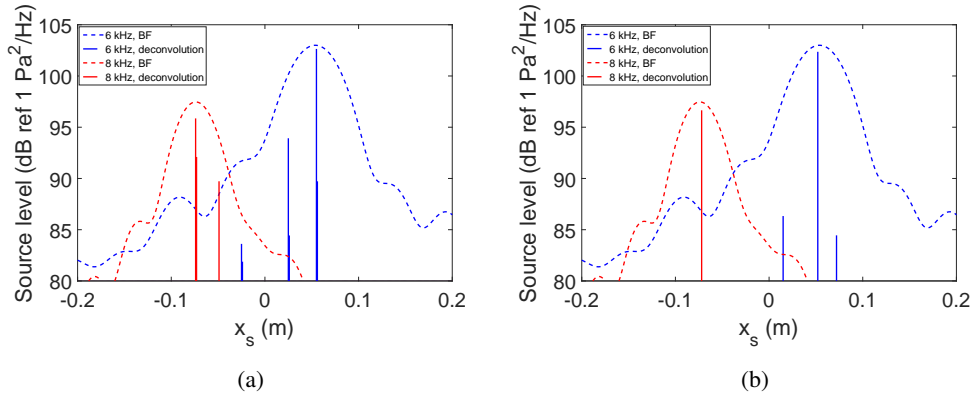 105
100
95
90
85
80
Source level (dB ref 1 Pa²/Hz)
6 kHz, BF
6 kHz, deconvolution
8 kHz, BF
8 kHz, deconvolution
-0.2 -0.1 0 0.1 0.2
x_s (m)
(a)
105
100
95
90
85
80
Source level (dB ref 1 Pa²/Hz)
6 kHz, BF
6 kHz, deconvolution
8 kHz, BF
8 kHz, deconvolution
-0.2 -0.1 0 0.1 0.2
x_s (m)
(b)